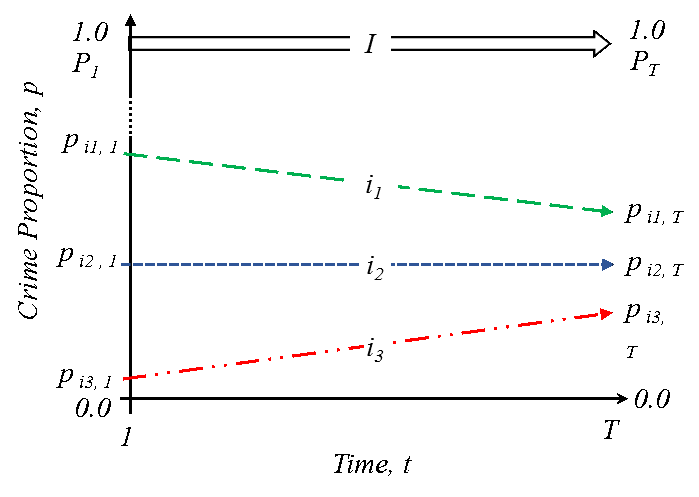 1.0
P1
I
1.0
PT
p i1, 1
i1
p i1, T
p i2 , 1
i2
p i2, T
p i3, 1
i3
p i3,
T
0.0
0.0
1
T
Time, t
Crime Proportion, p